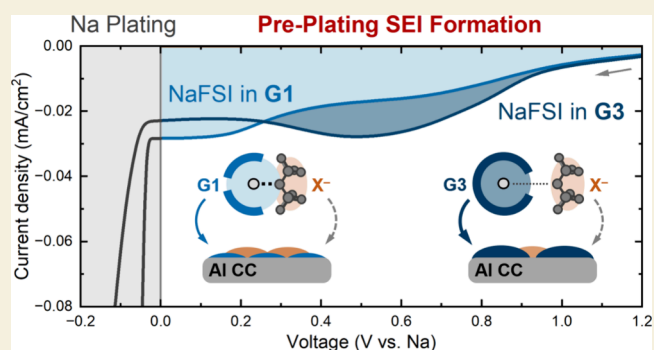 Na Plating Pre-Plating SEI Formation
0.00
−0.02
−0.04
−0.06
−0.08
Current density (mA/cm²)
NaFSI in G1
NaFSI in G3
G1 X⁻
G3 X⁻
Al CC
Al CC
−0.2 0.0 0.2 0.4 0.6 0.8 1.0 1.2
Voltage (V vs. Na)